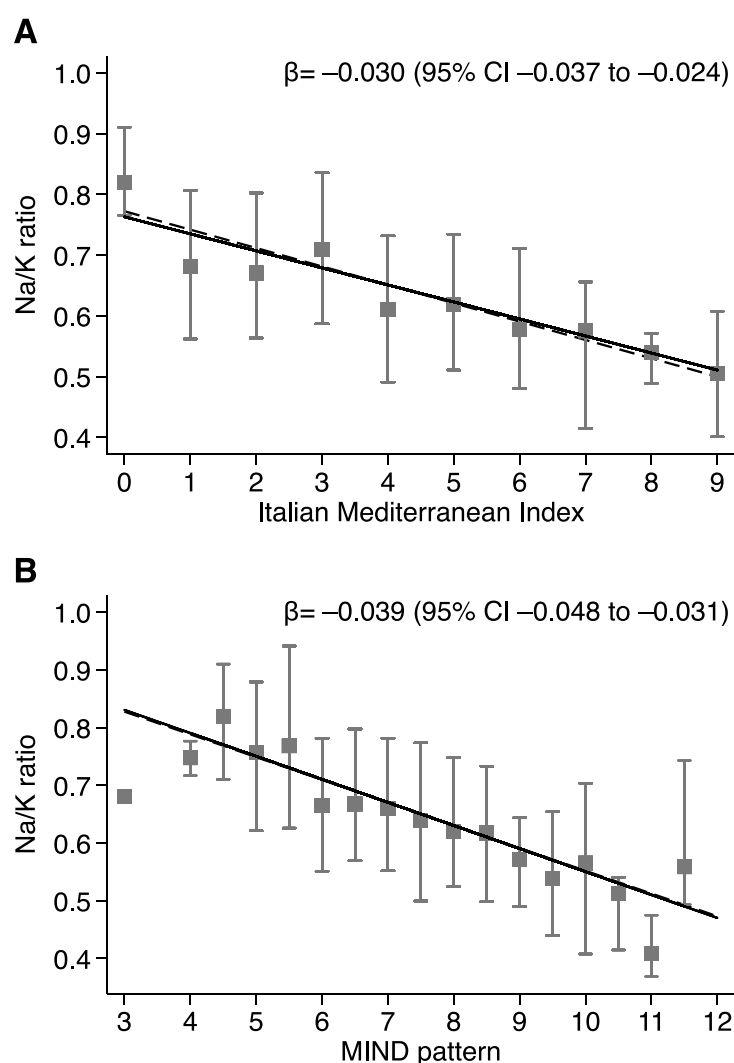 A
β= –0.030 (95% CI –0.037 to –0.024)
1.0
0.9
0.8
0.7
0.6
0.5
0.4
Na/K ratio
0 1 2 3 4 5 6 7 8 9
Italian Mediterranean Index
B
β= –0.039 (95% CI –0.048 to –0.031)
1.0
0.9
0.8
0.7
0.6
0.5
0.4
Na/K ratio
3 4 5 6 7 8 9 10 11 12
MIND pattern